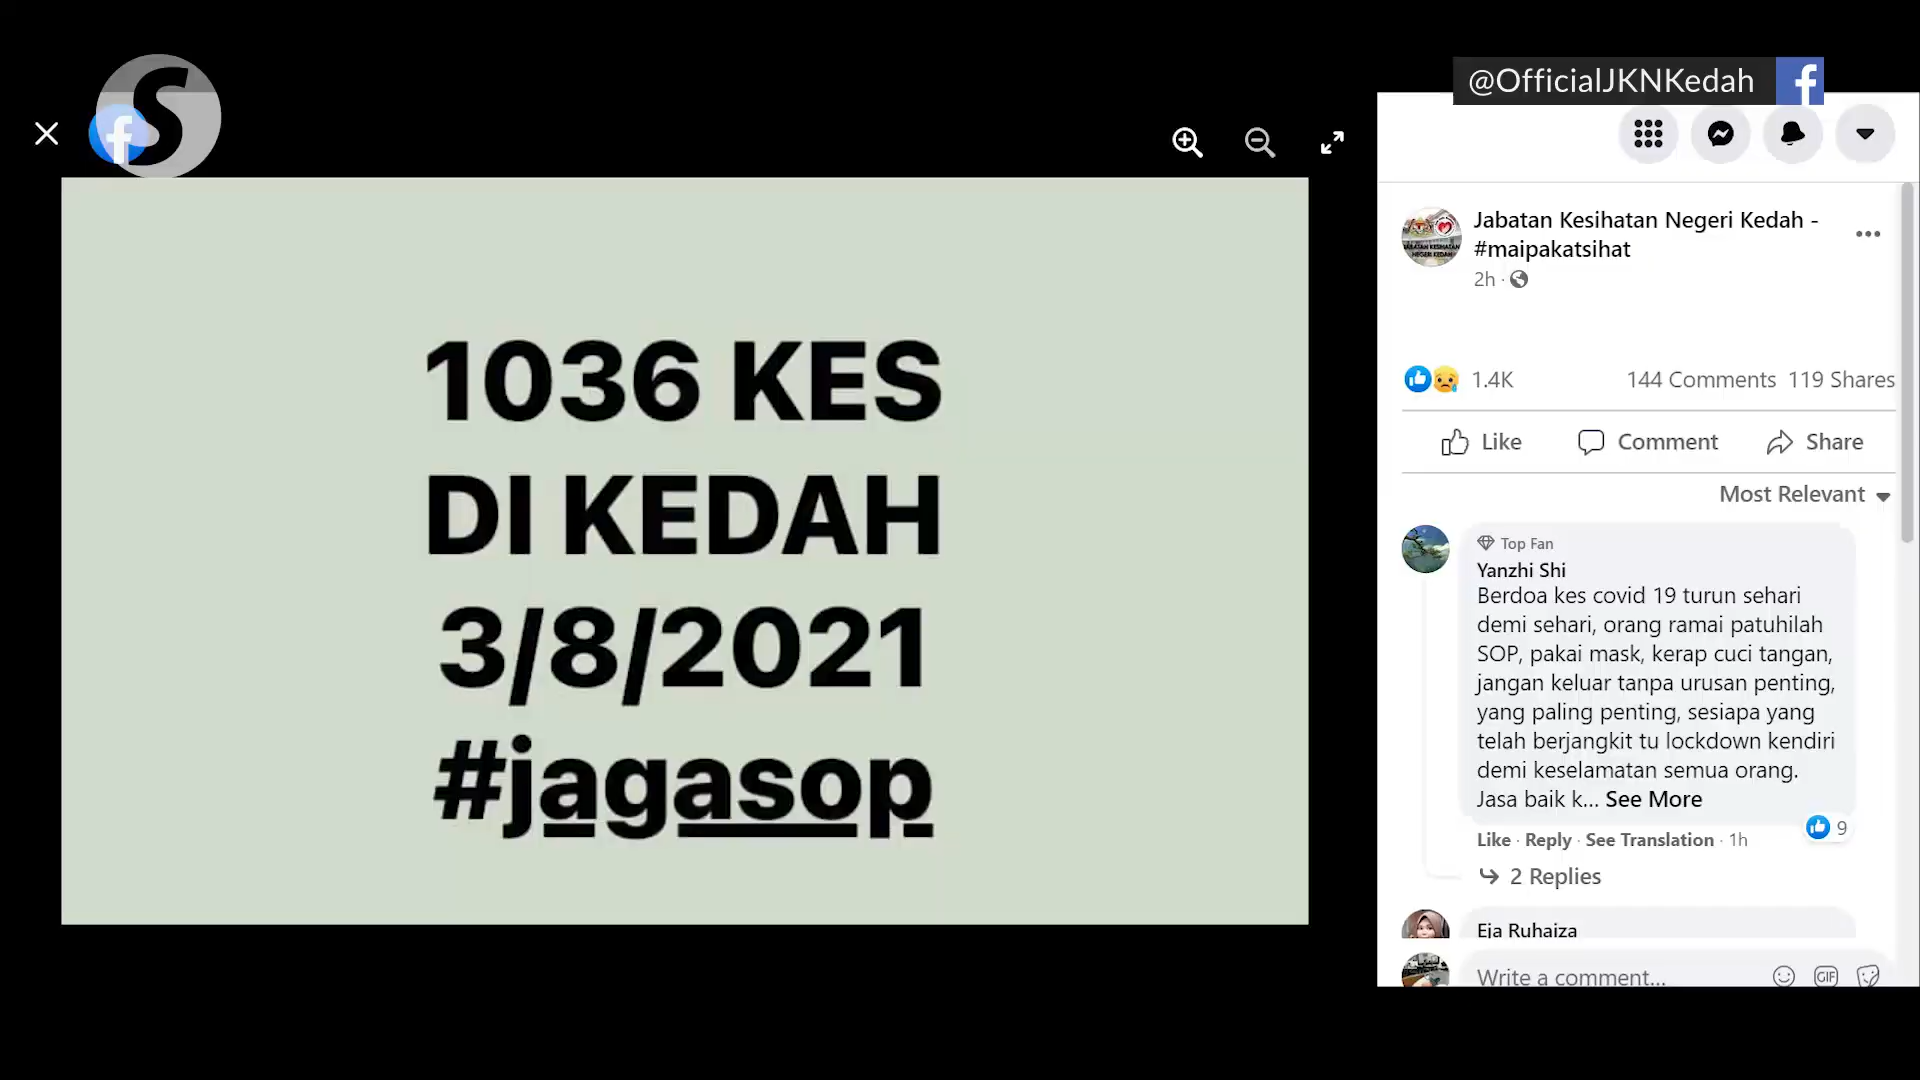 @OfficialJKNKedah
S
1036 KES
DI KEDAH
3/8/2021
#jagasop
Jabatan Kesihatan Negeri Kedah -
#maipakatsihat
2h ·
1.4K
144 Comments 119 Shares
Like Comment Share
Most Relevant
Top Fan
Yanzhi Shi
Berdoa kes covid 19 turun sehari
demi sehari, orang ramai patuhilah
SOP, pakai mask, kerap cuci tangan,
jangan keluar tanpa urusan penting,
yang paling penting, sesiapa yang
telah berjangkit tu lockdown kendiri
demi keselamatan semua orang.
Jasa baik k... See More
Like · Reply · See Translation · 1h
9
2 Replies
Eja Ruhaiza
Write a comment...
GIF